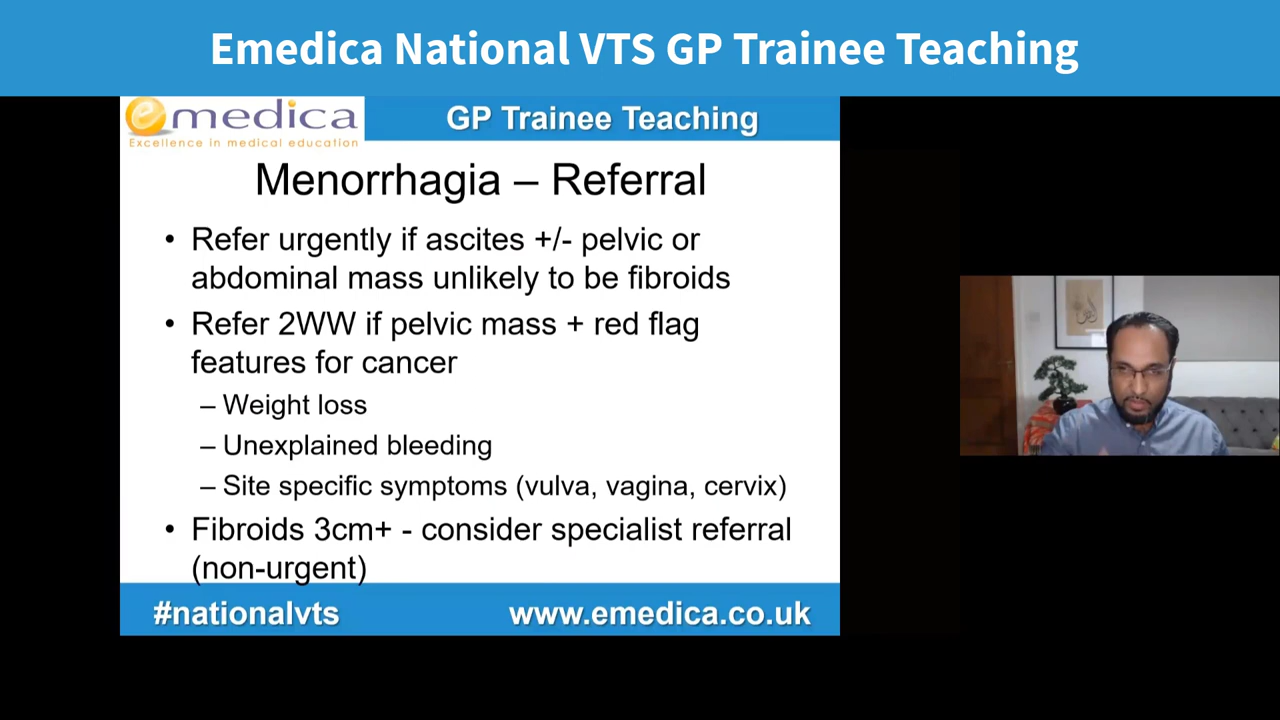 Emedica National VTS GP Trainee Teaching
emedica
Excellence in medical education
GP Trainee Teaching
Menorrhagia – Referral
• Refer urgently if ascites +/- pelvic or
abdominal mass unlikely to be fibroids
• Refer 2WW if pelvic mass + red flag
features for cancer
– Weight loss
– Unexplained bleeding
– Site specific symptoms (vulva, vagina, cervix)
• Fibroids 3cm+ - consider specialist referral
(non-urgent)
#nationalvts
www.emedica.co.uk